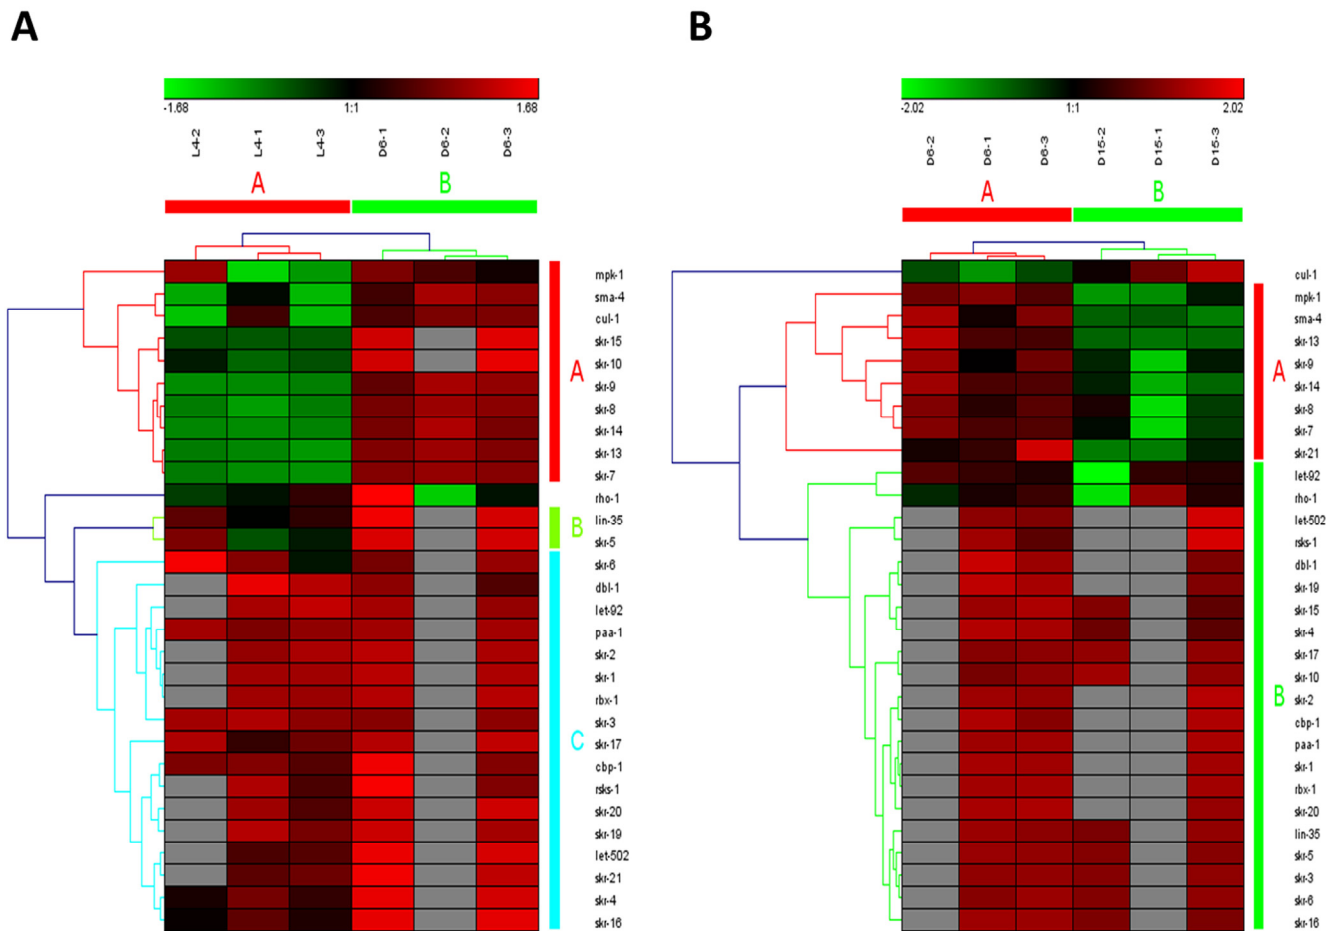 A
B
-1.68 1:1 1.68
L4-2 L4-1 L4-3 D6-1 D6-2 D6-3
A B
mpk-1
sma-4
cul-1
skr-15
skr-10
skr-9
skr-8
skr-14
skr-13
skr-7
rho-1
lin-35
skr-5
skr-6
dbl-1
let-92
paa-1
skr-2
skr-1
rbx-1
skr-3
skr-17
cbp-1
rsks-1
skr-20
skr-19
let-502
skr-21
skr-4
skr-16
A
B
C
-2.02 1:1 2.02
D6-2 D6-1 D6-3 D15-2 D15-1 D15-3
A B
cul-1
mpk-1
sma-4
skr-13
skr-9
skr-14
skr-8
skr-7
skr-21
let-92
rho-1
let-502
rsks-1
dbl-1
skr-19
skr-15
skr-4
skr-17
skr-10
skr-2
cbp-1
paa-1
skr-1
rbx-1
skr-20
lin-35
skr-5
skr-3
skr-6
skr-16
A
B